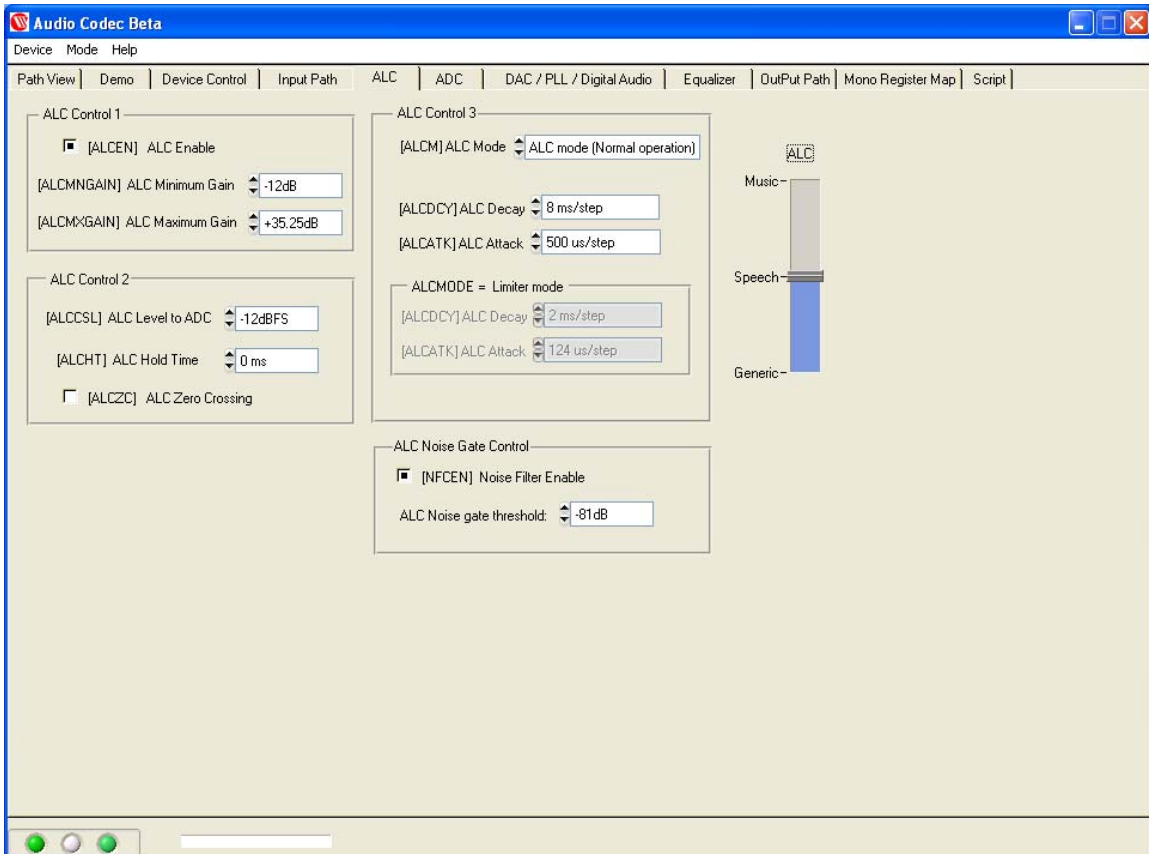 Audio Codec Beta
Device Mode Help
Path View Demo Device Control Input Path ALC ADC DAC / PLL / Digital Audio Equalizer OutPut Path Mono Register Map Script
ALC Control 1
[ALCEN] ALC Enable
[ALCMNGAIN] ALC Minimum Gain -12dB
[ALCMXGAIN] ALC Maximum Gain +35.25dB
ALC Control 2
[ALCCSL] ALC Level to ADC -12dBFS
[ALCHT] ALC Hold Time 0 ms
[ALCZC] ALC Zero Crossing
ALC Control 3
[ALCM] ALC Mode ALC mode (Normal operation)
[ALCDCY] ALC Decay 8 ms/step
[ALCATK] ALC Attack 500 us/step
ALCMODE = Limiter mode
[ALCDCY] ALC Decay 2 ms/step
[ALCATK] ALC Attack 124 us/step
ALC Noise Gate Control
[NFCEN] Noise Filter Enable
ALC Noise gate threshold: -81dB
ALC
Music
Speech
Generic